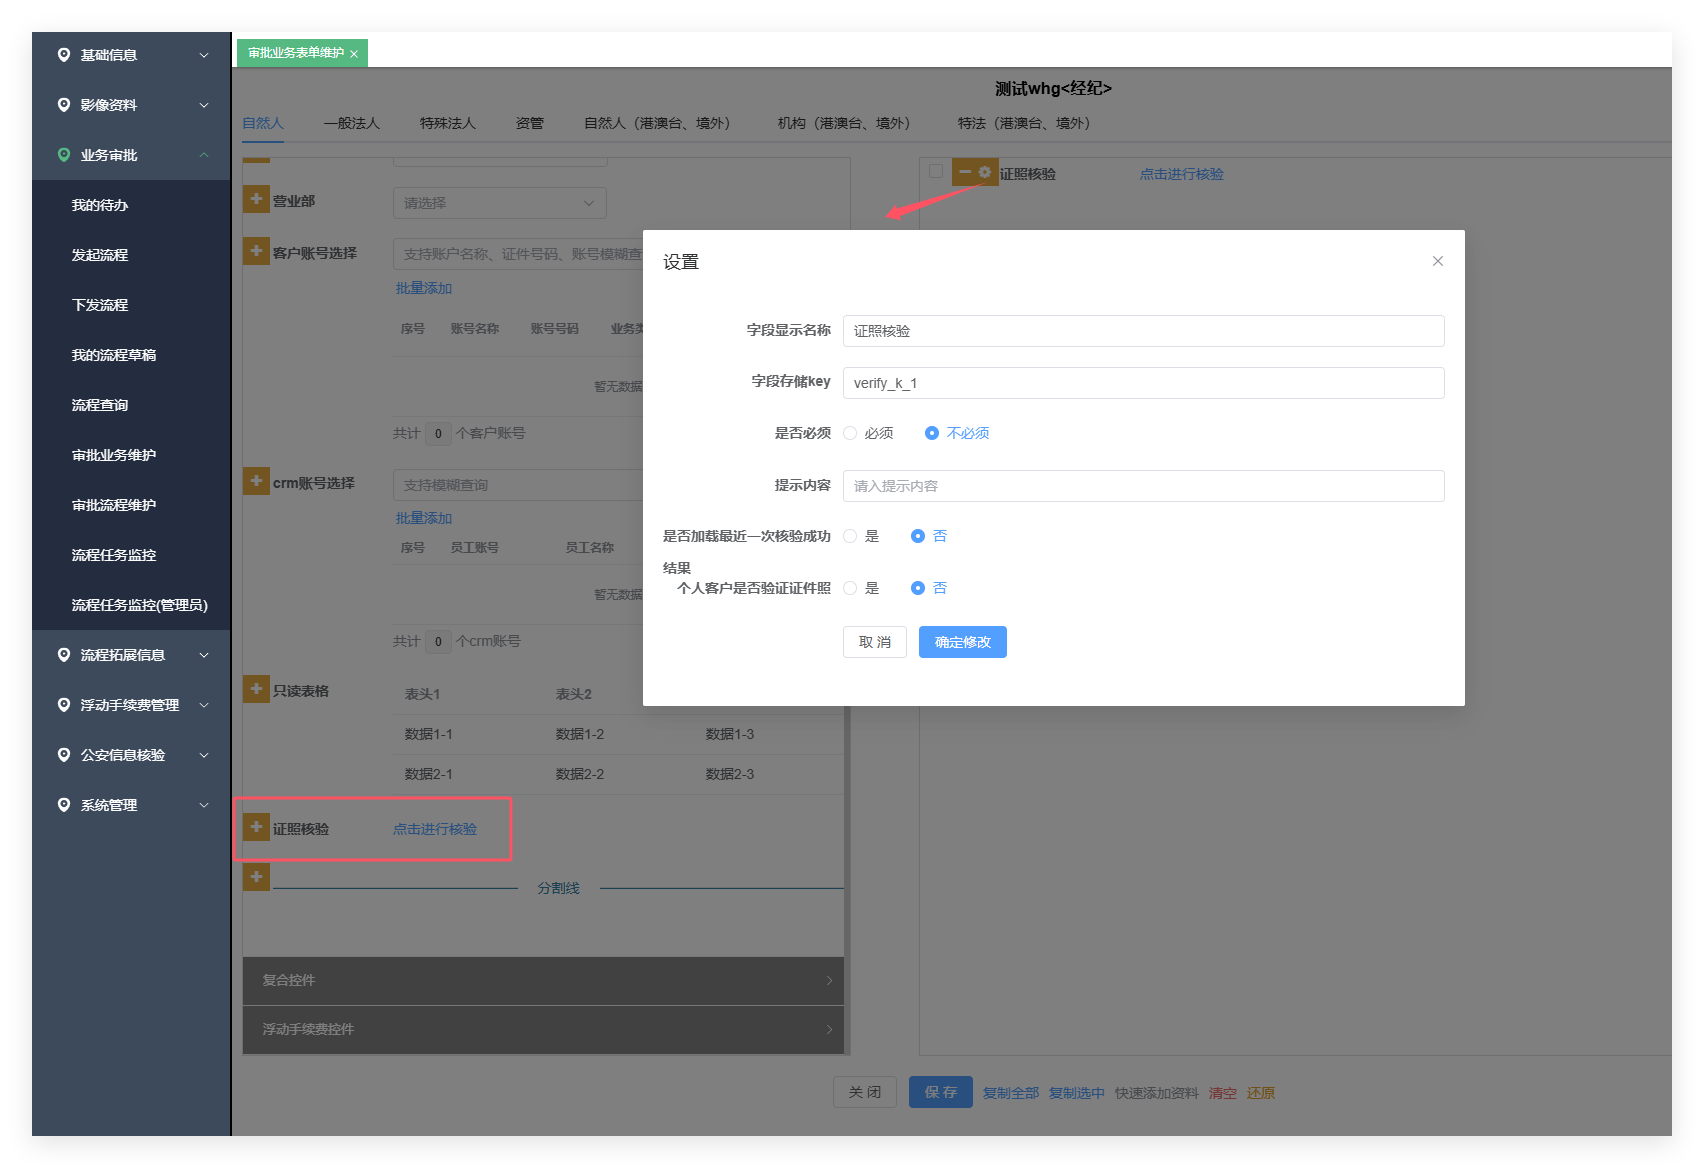 基础信息
影像资料
业务审批
我的待办
发起流程
下发流程
我的流程草稿
流程查询
审批业务维护
审批流程维护
流程任务监控
流程任务监控(管理员)
流程拓展信息
浮动手续费管理
公安信息核验
系统管理
审批业务表单维护
测试whg<经纪>
自然人 一般法人 特殊法人 资管 自然人（港澳台、境外） 机构（港澳台、境外） 特法（港澳台、境外）
营业部 请选择
客户账号选择 支持账户名称、证件号码、账号模糊查
批量添加
序号 账号名称 账号号码 业务类
暂无数据
共计 0 个客户账号
crm账号选择 支持模糊查询
批量添加
序号 员工账号 员工名称
暂无数据
共计 0 个crm账号
只读表格 表头1 表头2
数据1-1 数据1-2 数据1-3
数据2-1 数据2-2 数据2-3
证照核验 点击进行核验
分割线
复合控件
浮动手续费控件
证照核验 点击进行核验
设置
字段显示名称 证照核验
字段存储key verify_k_1
是否必须 必须 不必须
提示内容 请入提示内容
是否加载最近一次核验成功 是 否
结果
个人客户是否验证证件照 是 否
取 消 确定修改
关 闭 保 存 复制全部 复制选中 快速添加资料 清空 还原